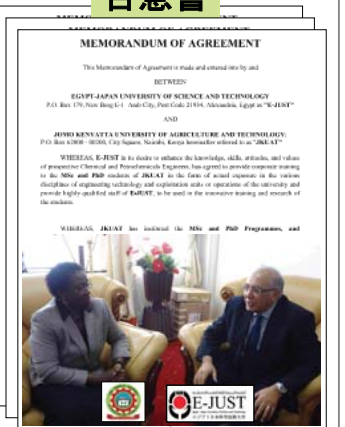 合意書
MEMORANDUM OF AGREEMENT
MEMORANDUM OF AGREEMENT
This Memorandum of Agreement is made and entered into by and
BETWEEN
EGYPT-JAPAN UNIVERSITY OF SCIENCE AND TECHNOLOGY
P.O. Box 179, New Borg E-1 Arab City, Post Code 21934, Alexandria, Egypt as "E-JUST"
AND
JOMO KENYATTA UNIVERSITY OF AGRICULTURE AND TECHNOLOGY:
P.O. Box 62000 - 00200, City Square, Nairobi, Kenya hereinafter referred to as "JKUAT"
WHEREAS, E-JUST in its desire to enhance the knowledge, skills, attitudes, and values
of prospective Chemical and Petrochemicals Engineers, has agreed to provide corporate training
to the MSc and PhD students of JKUAT in the form of actual exposure in the various
disciplines of engineering technology and exploitation units or operations of the university and
provide highly qualified staff of EsJUST, to be used in the innovative training and research of
the students.
WHEREAS, JKUAT has instituted the MSc and PhD Programmes, and
E-JUST